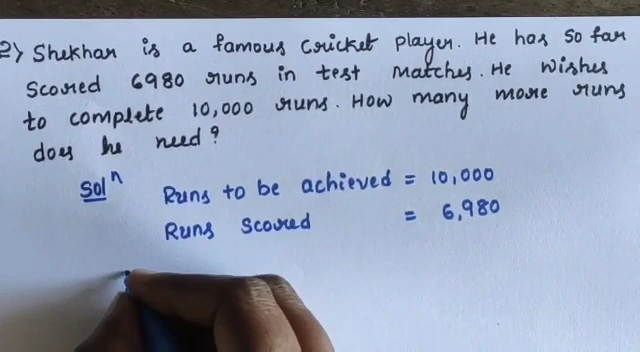 2) Shekhar is a famous cricket player. He has so far
scored 6980 runs in test matches. He wishes
to complete 10,000 runs. How many more runs
does he need?
Solⁿ Runs to be achieved = 10,000
Runs scored = 6,980